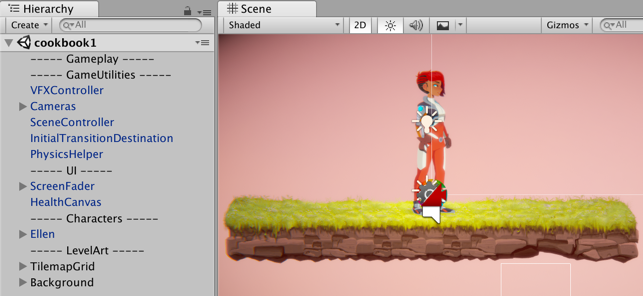 Hierarchy
Create
All
cookbook1
----- Gameplay -----
----- GameUtilities -----
VFXController
Cameras
SceneController
InitialTransitionDestination
PhysicsHelper
----- UI -----
ScreenFader
HealthCanvas
----- Characters -----
Ellen
----- LevelArt -----
TilemapGrid
Background
Scene
Shaded
2D
Gizmos
All